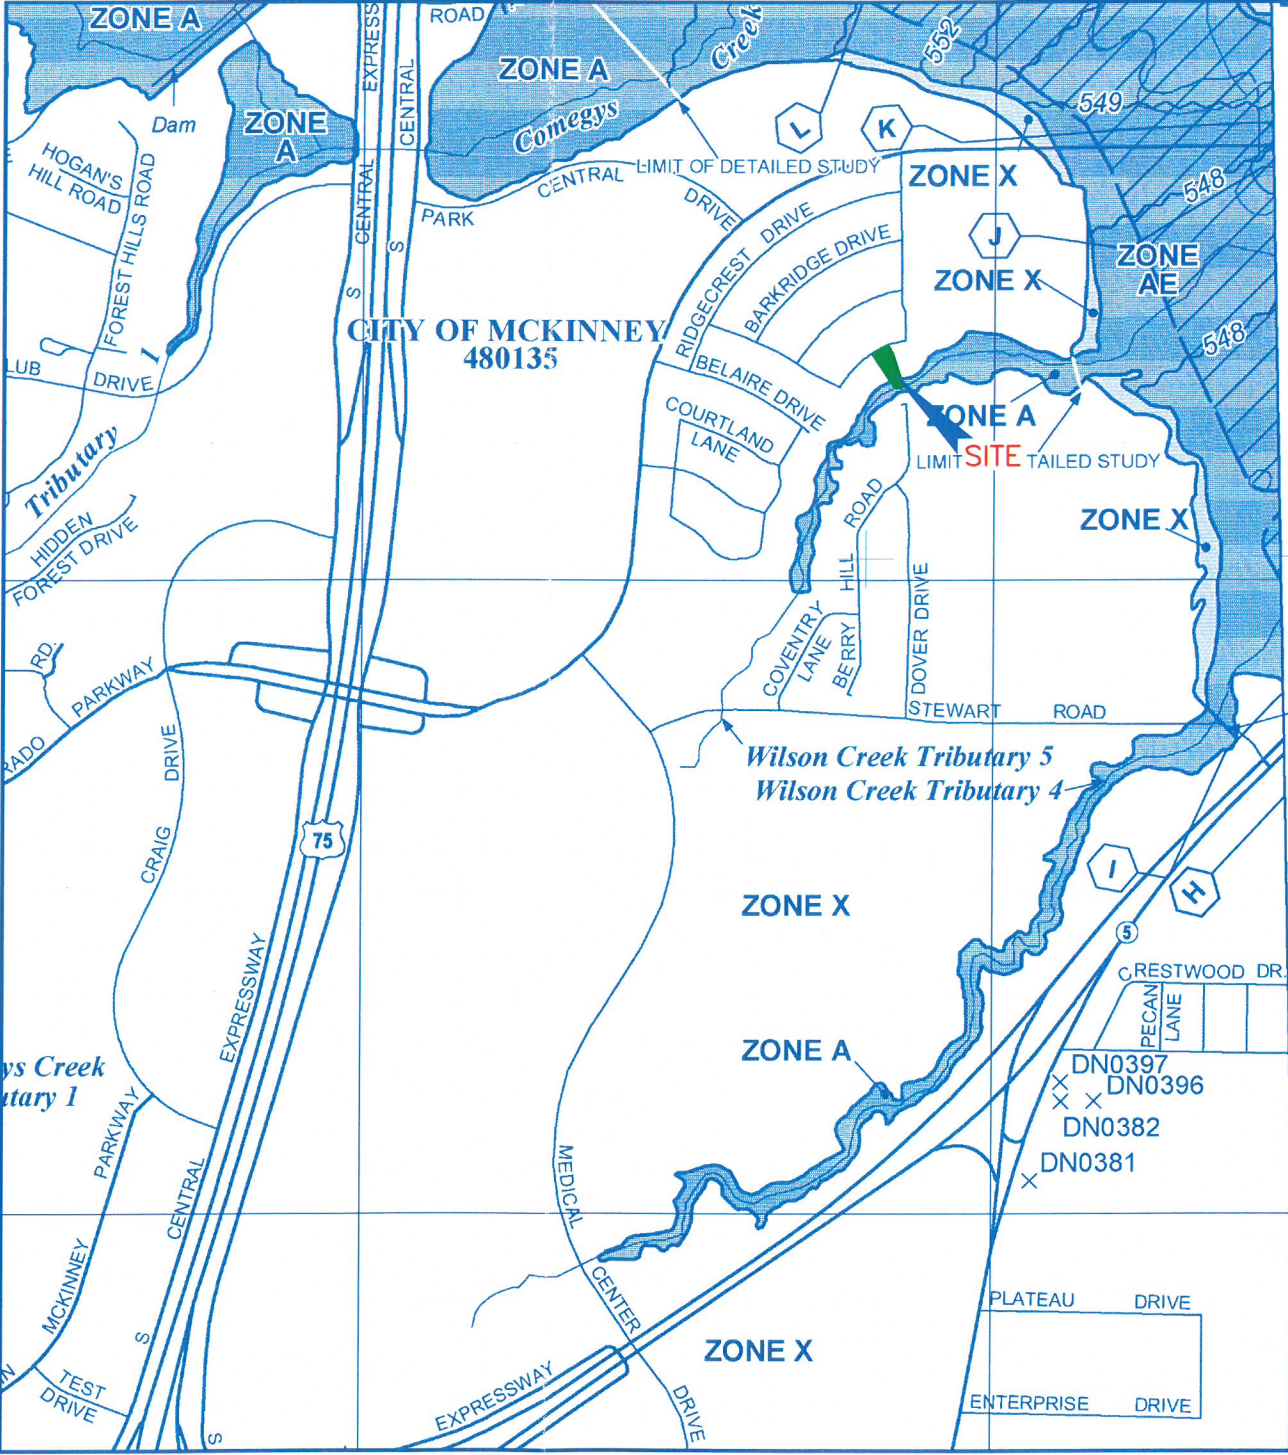 ZONE A
EXPRESS
ROAD
CENTRAL
ZONE A
Creek
Comegys
552
549
548
548
Dam
ZONE
A
HOGAN'S
HILL ROAD
FOREST HILLS ROAD
CENTRAL
S
S
PARK
CENTRAL
DRIVE
LIMIT OF DETAILED STUDY
L
K
ZONE X
J
ZONE X
ZONE
AE
RIDGECREST DRIVE
BARKRIDGE DRIVE
CITY OF MCKINNEY
480135
BELAIRE DRIVE
COURTLAND
LANE
LUB
DRIVE
Tributary 1
HIDDEN
FOREST DRIVE
ZONE A
LIMIT SITE TAILED STUDY
ZONE X
BERRY HILL ROAD
DOVER DRIVE
COVENTRY
LANE
RD.
RADO
PARKWAY
STEWART ROAD
Wilson Creek Tributary 5
Wilson Creek Tributary 4
CRAIG DRIVE
75
ZONE X
I
H
5
EXPRESSWAY
CRESTWOOD DR.
PECAN
LANE
ZONE A
ys Creek
utary 1
DN0397
DN0396
DN0382
DN0381
MCKINNEY PARKWAY
CENTRAL
S
S
MEDICAL
CENTER
DRIVE
PLATEAU DRIVE
ZONE X
IN
TEST
DRIVE
EXPRESSWAY
ENTERPRISE DRIVE